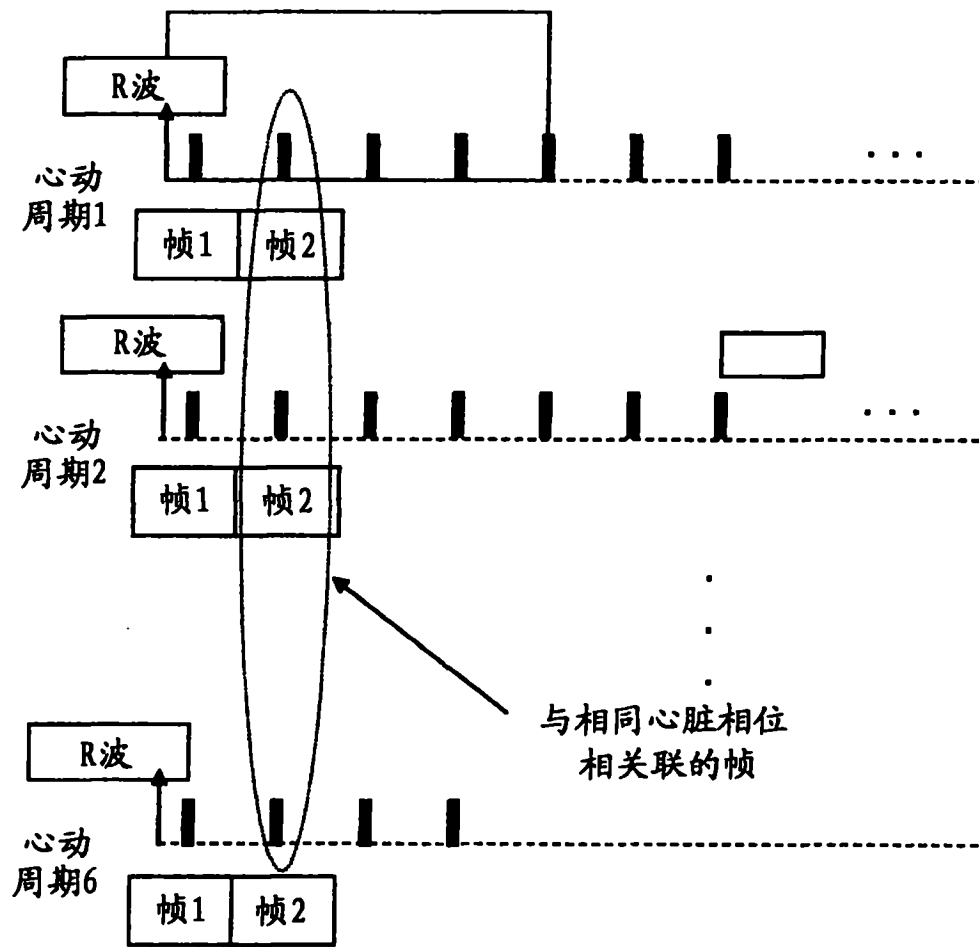 R波
· · ·
心动
周期1
帧1 帧2
R波
· · ·
心动
周期2
帧1 帧2
与相同心脏相位
相关联的帧
R波
心动
周期6
帧1 帧2